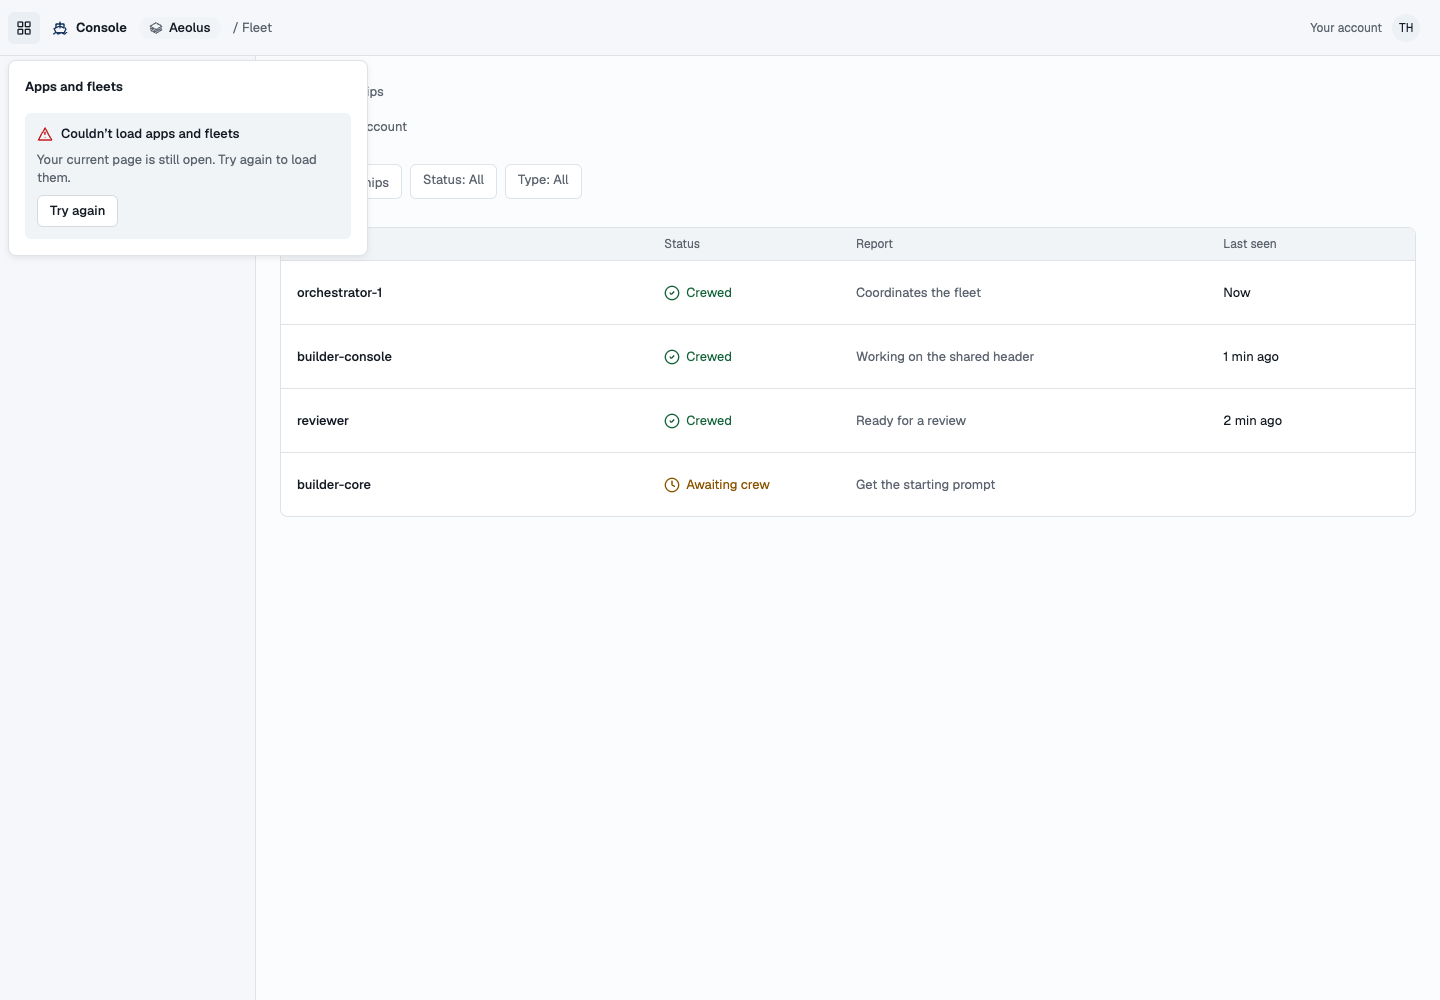 Console
Aeolus
/ Fleet
Your account
TH
Apps and fleets
Couldn't load apps and fleets
Your current page is still open. Try again to load
them.
Try again
Status: All
Type: All
Status
Report
Last seen
orchestrator-1
Crewed
Coordinates the fleet
Now
builder-console
Crewed
Working on the shared header
1 min ago
reviewer
Crewed
Ready for a review
2 min ago
builder-core
Awaiting crew
Get the starting prompt